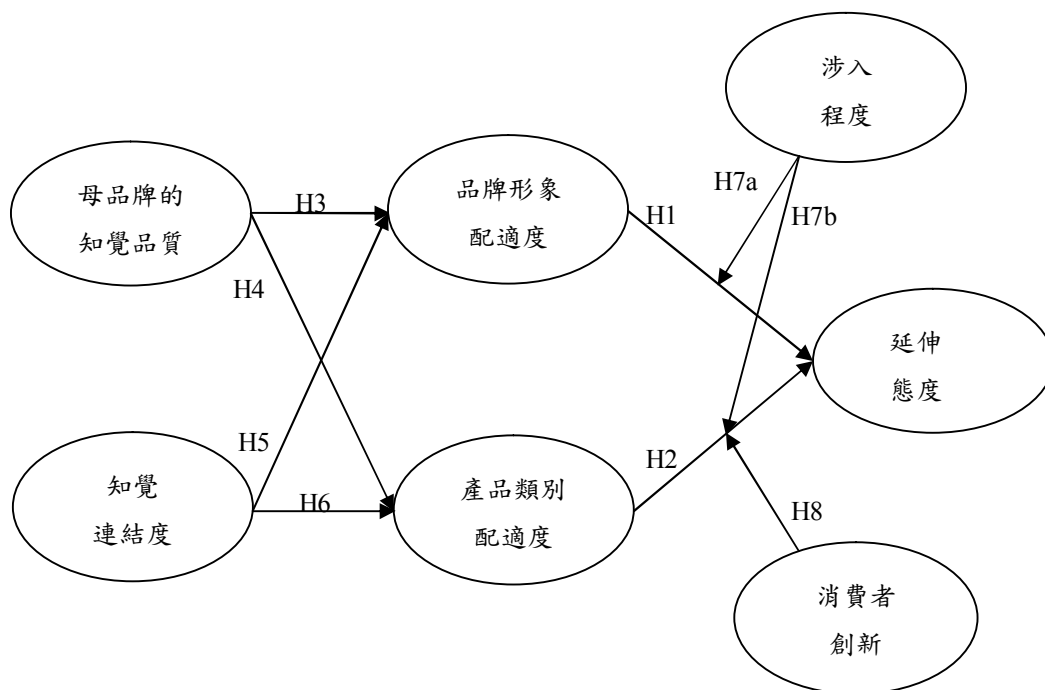 涉入
程度
母品牌的
知覺品質
H3
品牌形象
配適度
H1
H7a
H7b
H4
延伸
態度
知覺
連結度
H5
H6
產品類別
配適度
H2
H8
消費者
創新